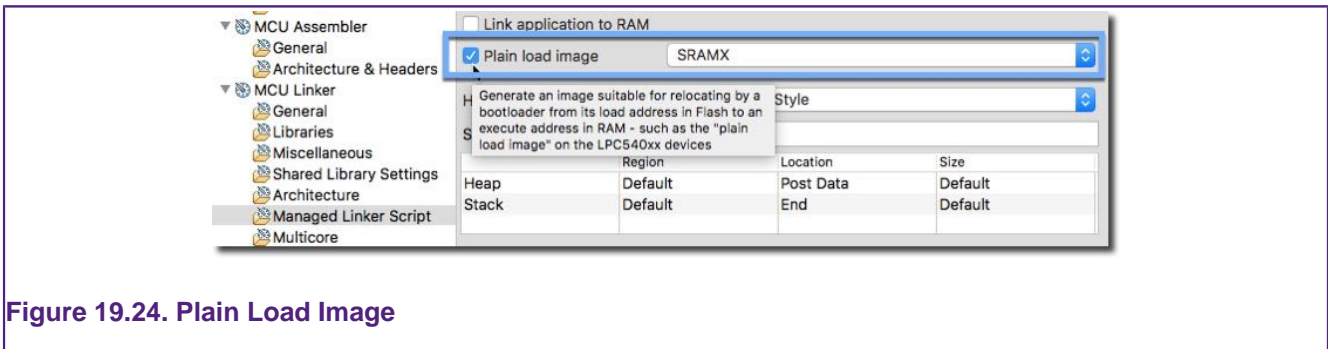 MCU Assembler
General
Architecture & Headers
MCU Linker
General
Libraries
Miscellaneous
Shared Library Settings
Architecture
Managed Linker Script
Multicore
Link application to RAM
Plain load image SRAMX
H Style
Generate an image suitable for relocating by a
bootloader from its load address in Flash to an
execute address in RAM - such as the "plain
load image" on the LPC540xx devices
S
Region Location Size
Heap Default Post Data Default
Stack Default End Default
Figure 19.24. Plain Load Image